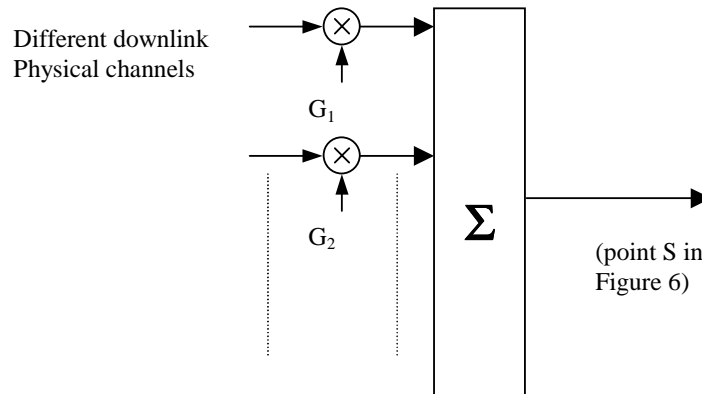 Different downlink
Physical channels
G₁
G₂
Σ
(point S in
Figure 6)